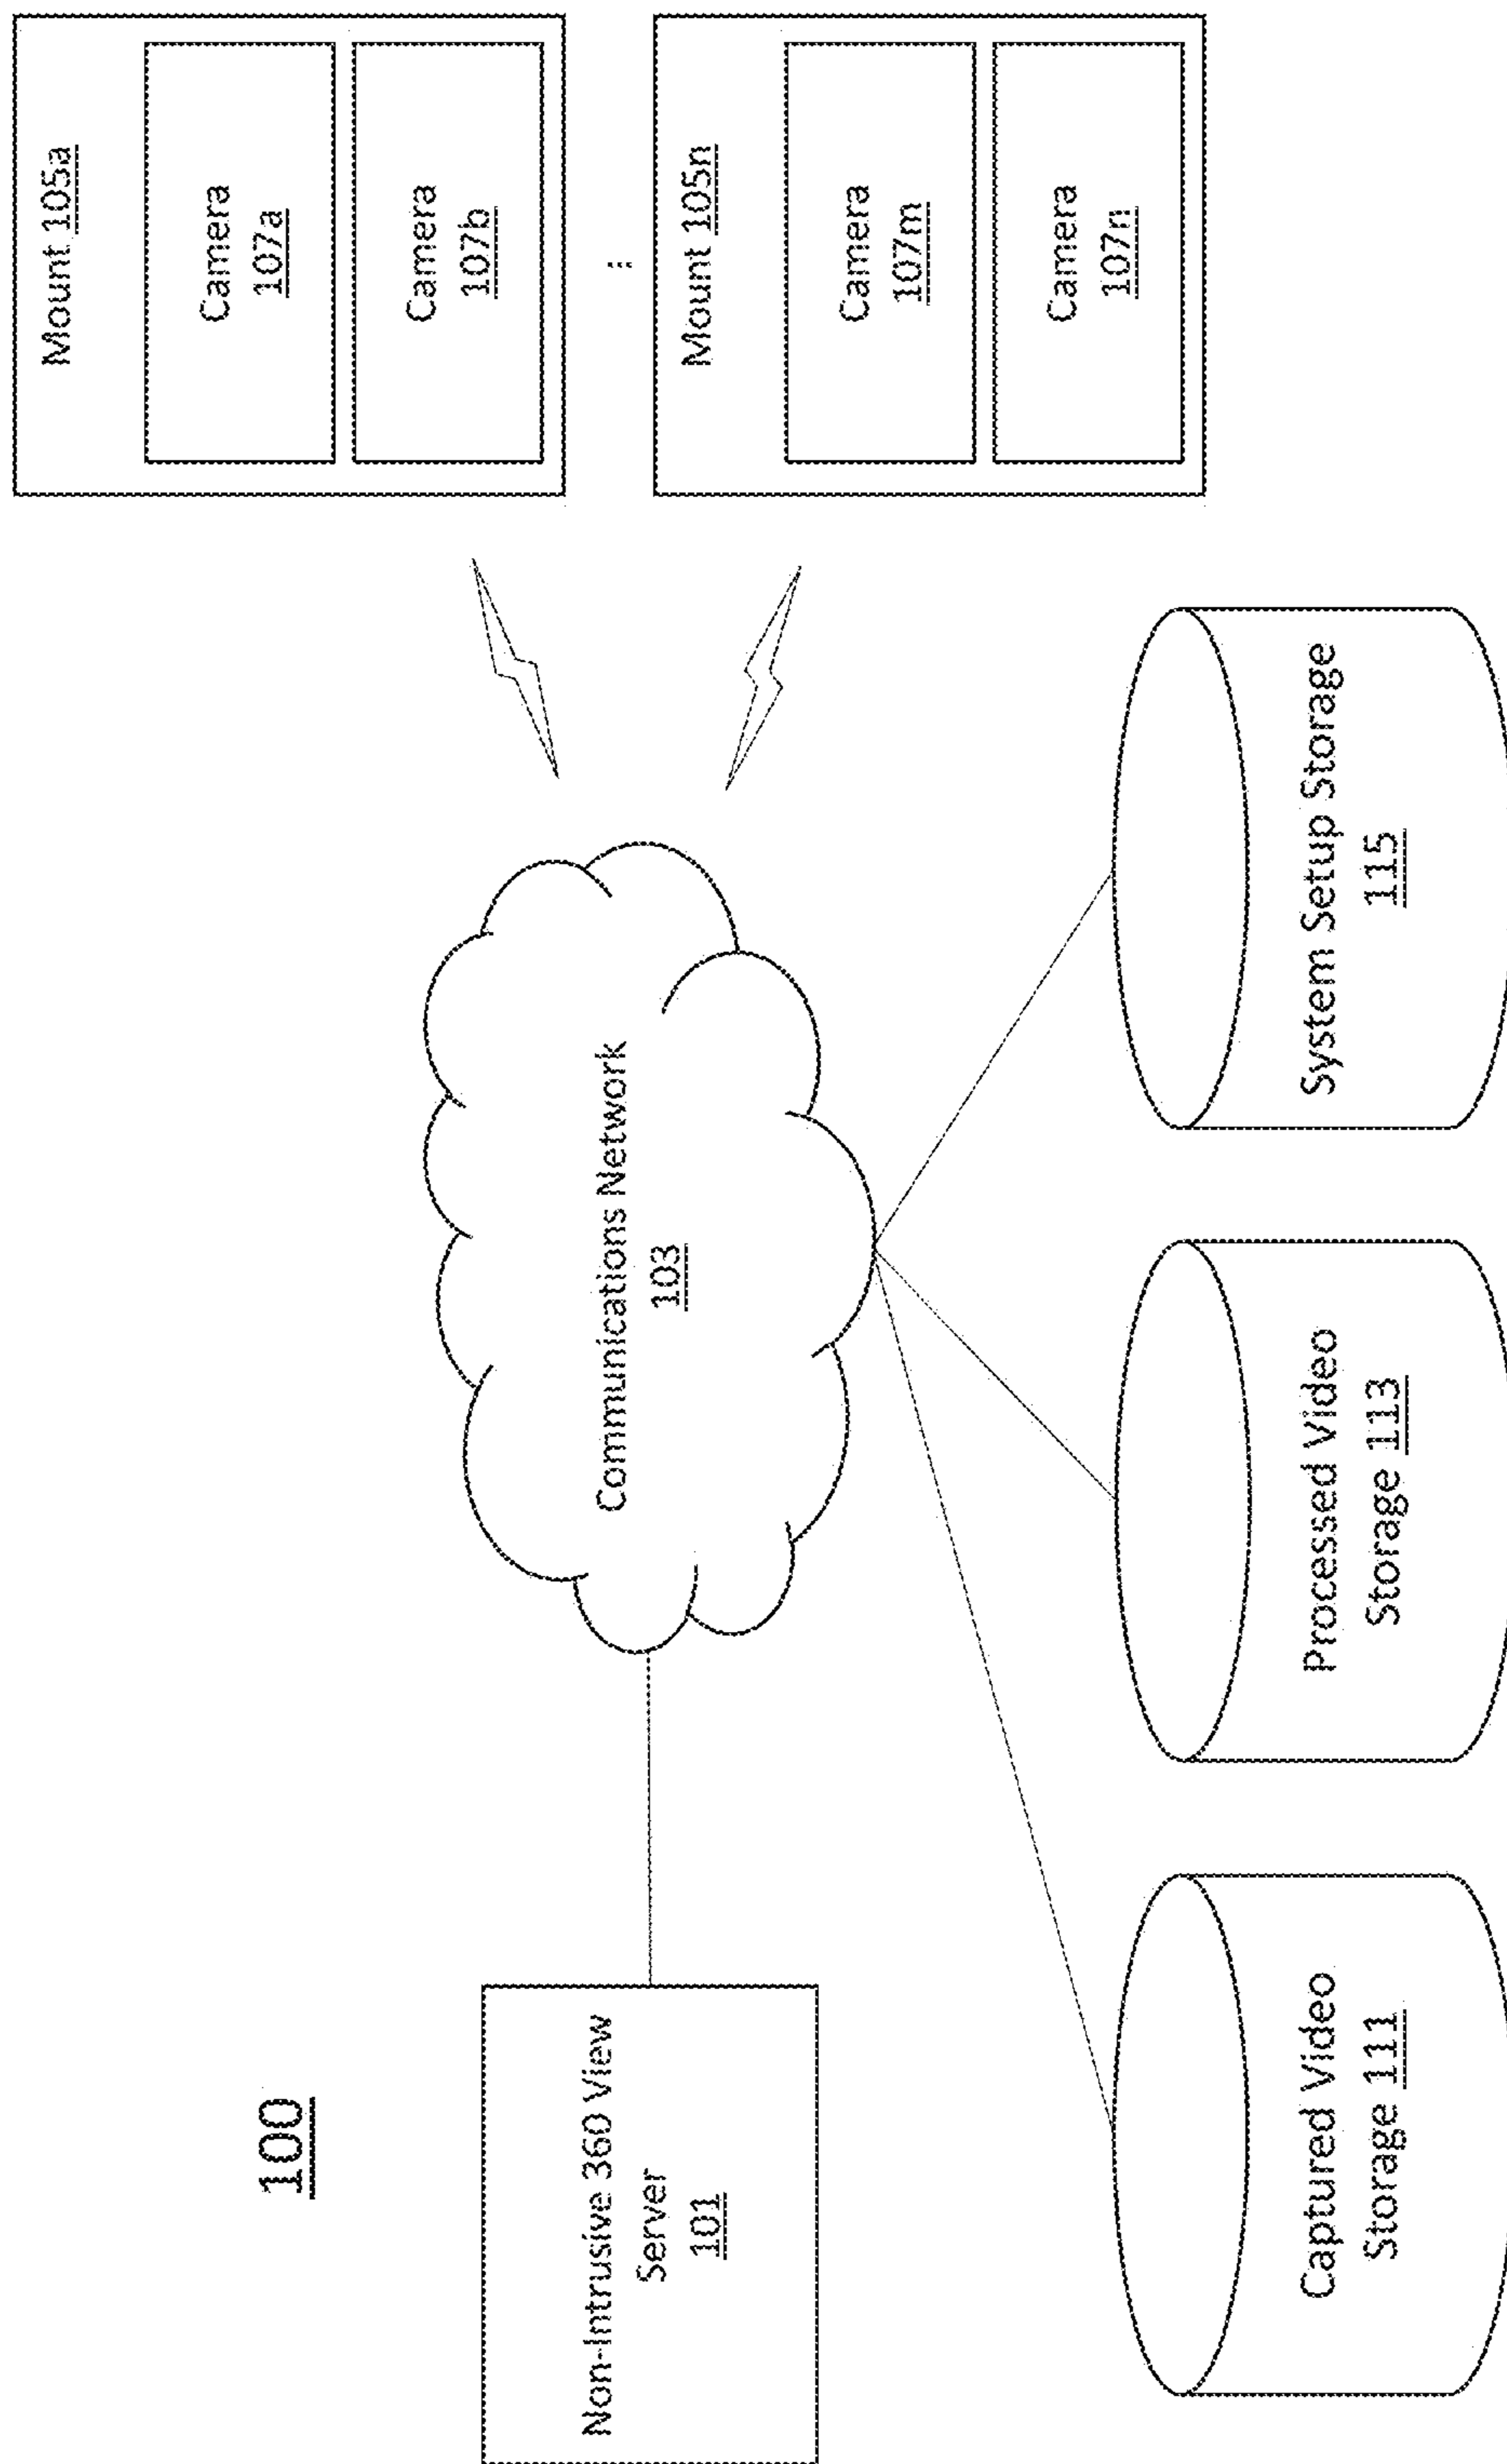 100
Non-Intrusive 360 View
Server
101
Communications Network
103
Mount 105a
Camera
107a
Camera
107b
...
Mount 105n
Camera
107m
Camera
107n
Captured Video
Storage 111
Processed Video
Storage 113
System Setup Storage
115